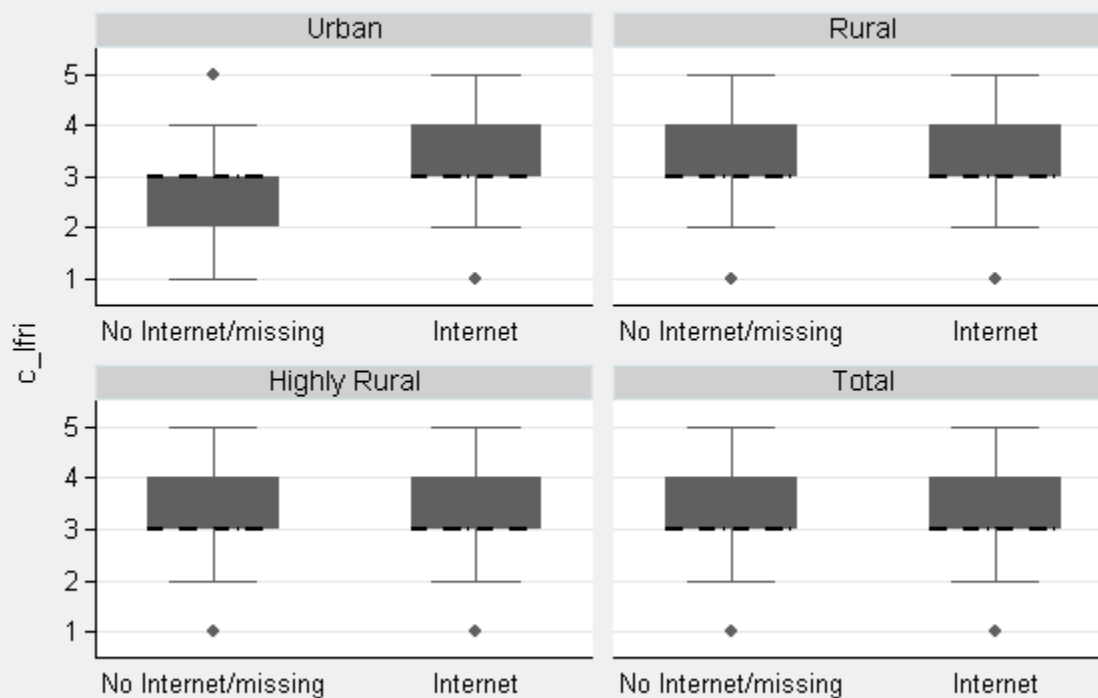 Urban
Rural
5
4
3
2
1
No Internet/missing
Internet
No Internet/missing
Internet
c_lfri
Highly Rural
Total
5
4
3
2
1
No Internet/missing
Internet
No Internet/missing
Internet